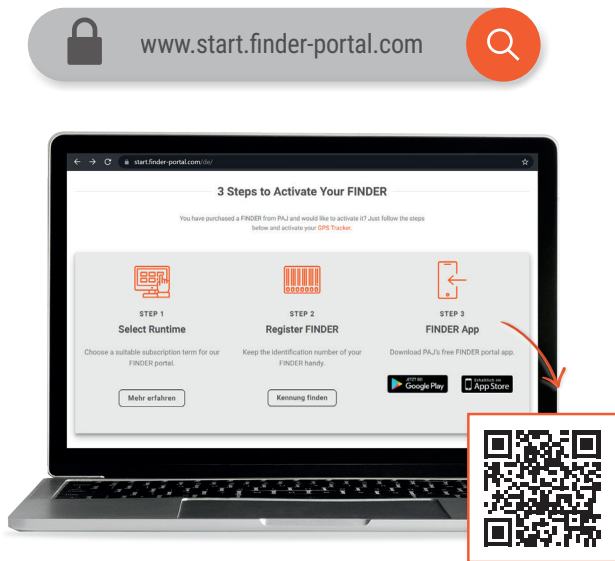 www.start.finder-portal.com
start.finder-portal.com/de/
3 Steps to Activate Your FINDER
You have purchased a FINDER from PAJ and would like to activate it? Just follow the steps
below and activate your GPS Tracker.
STEP 1
Select Runtime
Choose a suitable subscription term for our
FINDER portal.
Mehr erfahren
STEP 2
Register FINDER
Keep the identification number of your
FINDER handy.
Kennung finden
STEP 3
FINDER App
Download PAJ's free FINDER portal app.
JETZT BEI
Google Play
Erhältlich im
App Store